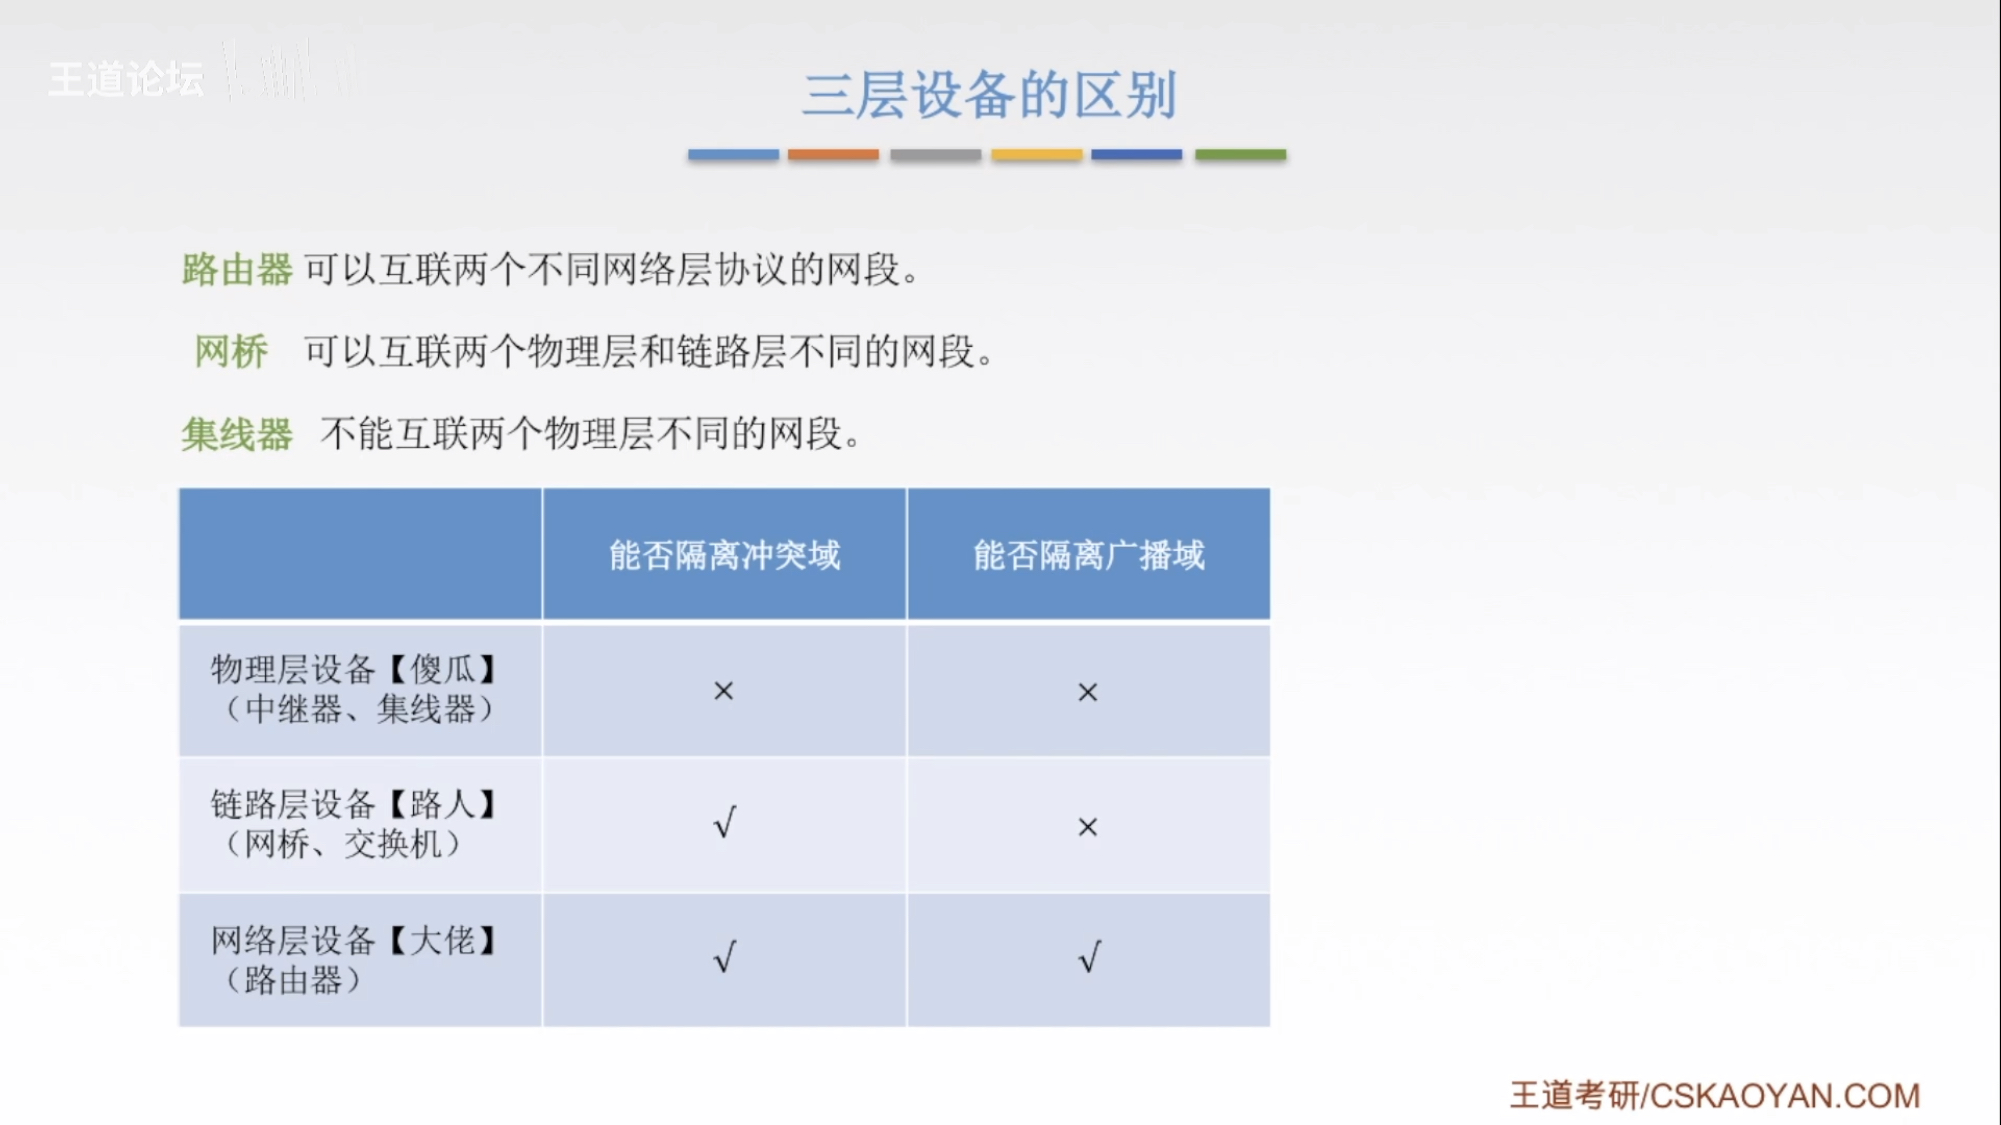 王道论坛
三层设备的区别
路由器 可以互联两个不同网络层协议的网段。
网桥 可以互联两个物理层和链路层不同的网段。
集线器 不能互联两个物理层不同的网段。
能否隔离冲突域 能否隔离广播域
物理层设备【傻瓜】
（中继器、集线器） × ×
链路层设备【路人】
（网桥、交换机） √ ×
网络层设备【大佬】
（路由器） √ √
王道考研/CSKAOYAN.COM